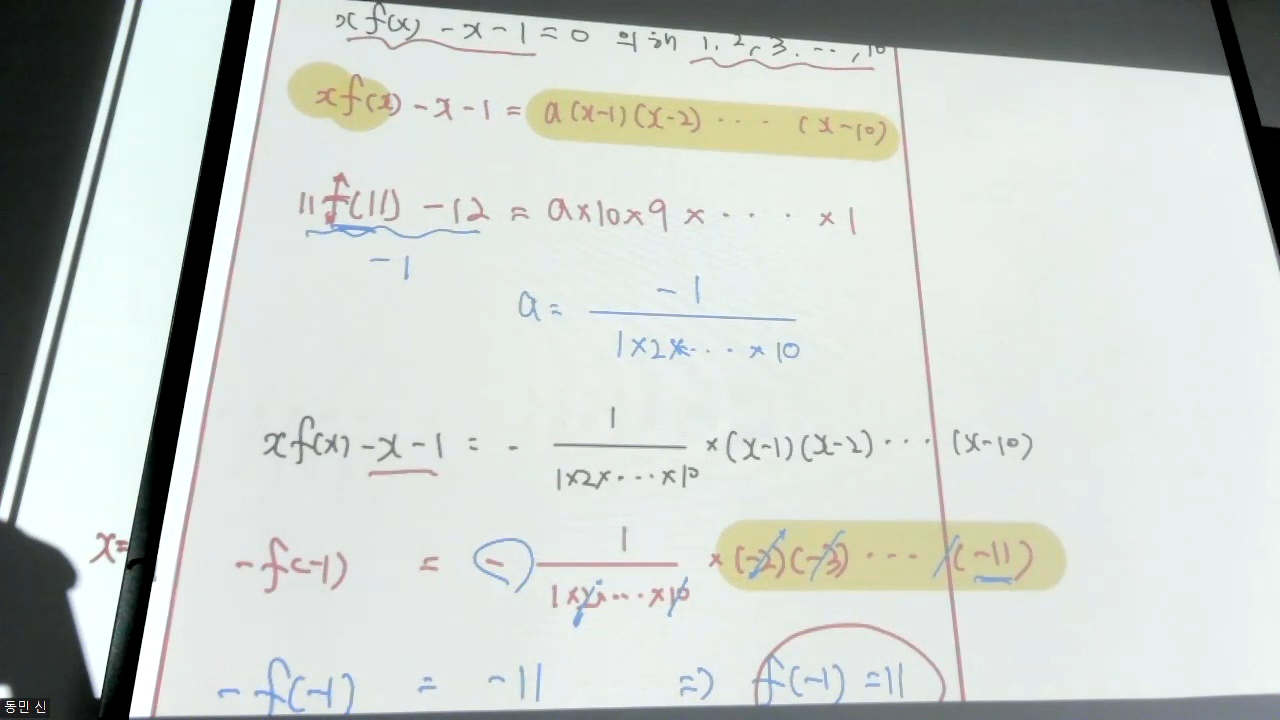 xf(x) - x - 1 = 0 의 해 1, 2, 3, ..., 10
xf(x) - x - 1 = a(x-1)(x-2) ···· (x-10)
11f(11) - 12 = a×10×9 × ···· × 1
-1
a = -1 / 1×2×···×10
xf(x) - x - 1 = - 1 / 1×2×···×10 ×(x-1)(x-2)··· (x-10)
x=
-f(-1) = - 1 / 1×2×···×10 ×(-2)(-3) ··· (-11)
-f(-1) = -11 => f(-1) = 11
동민 신